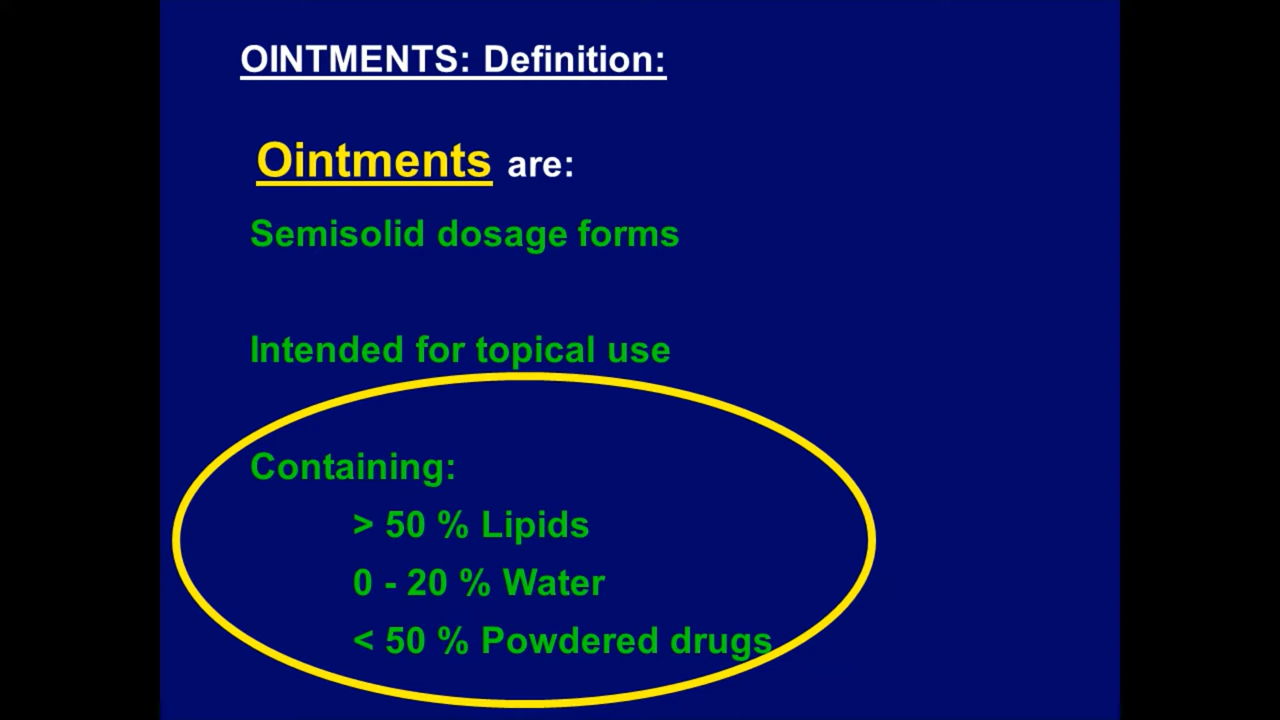 OINTMENTS: Definition:
Ointments are:
Semisolid dosage forms
Intended for topical use
Containing:
> 50 % Lipids
0 - 20 % Water
< 50 % Powdered drugs